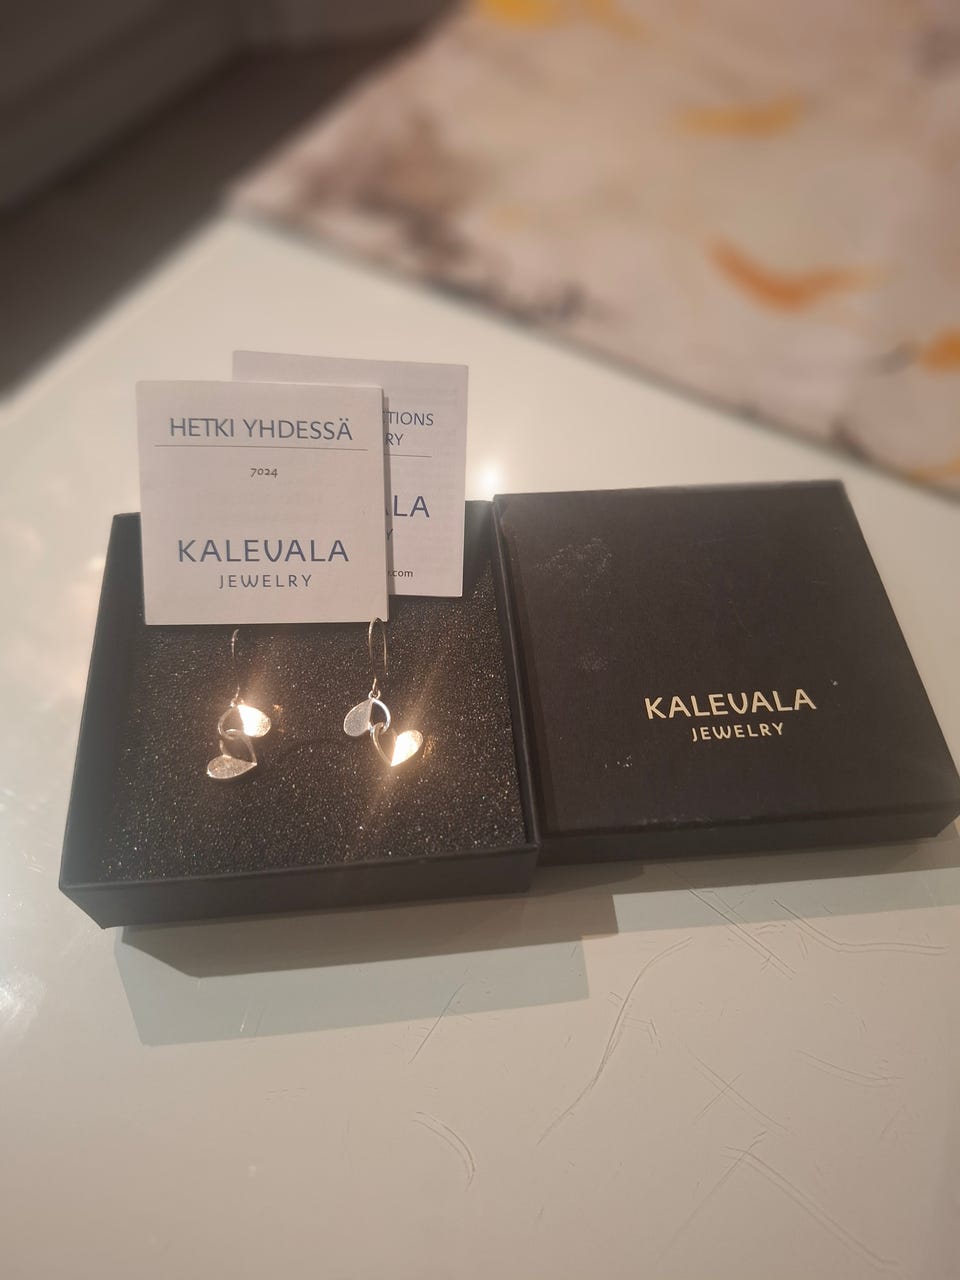 HETKI YHDESSÄ
7024
KALEVALA
JEWELRY
KALEVALA
JEWELRY